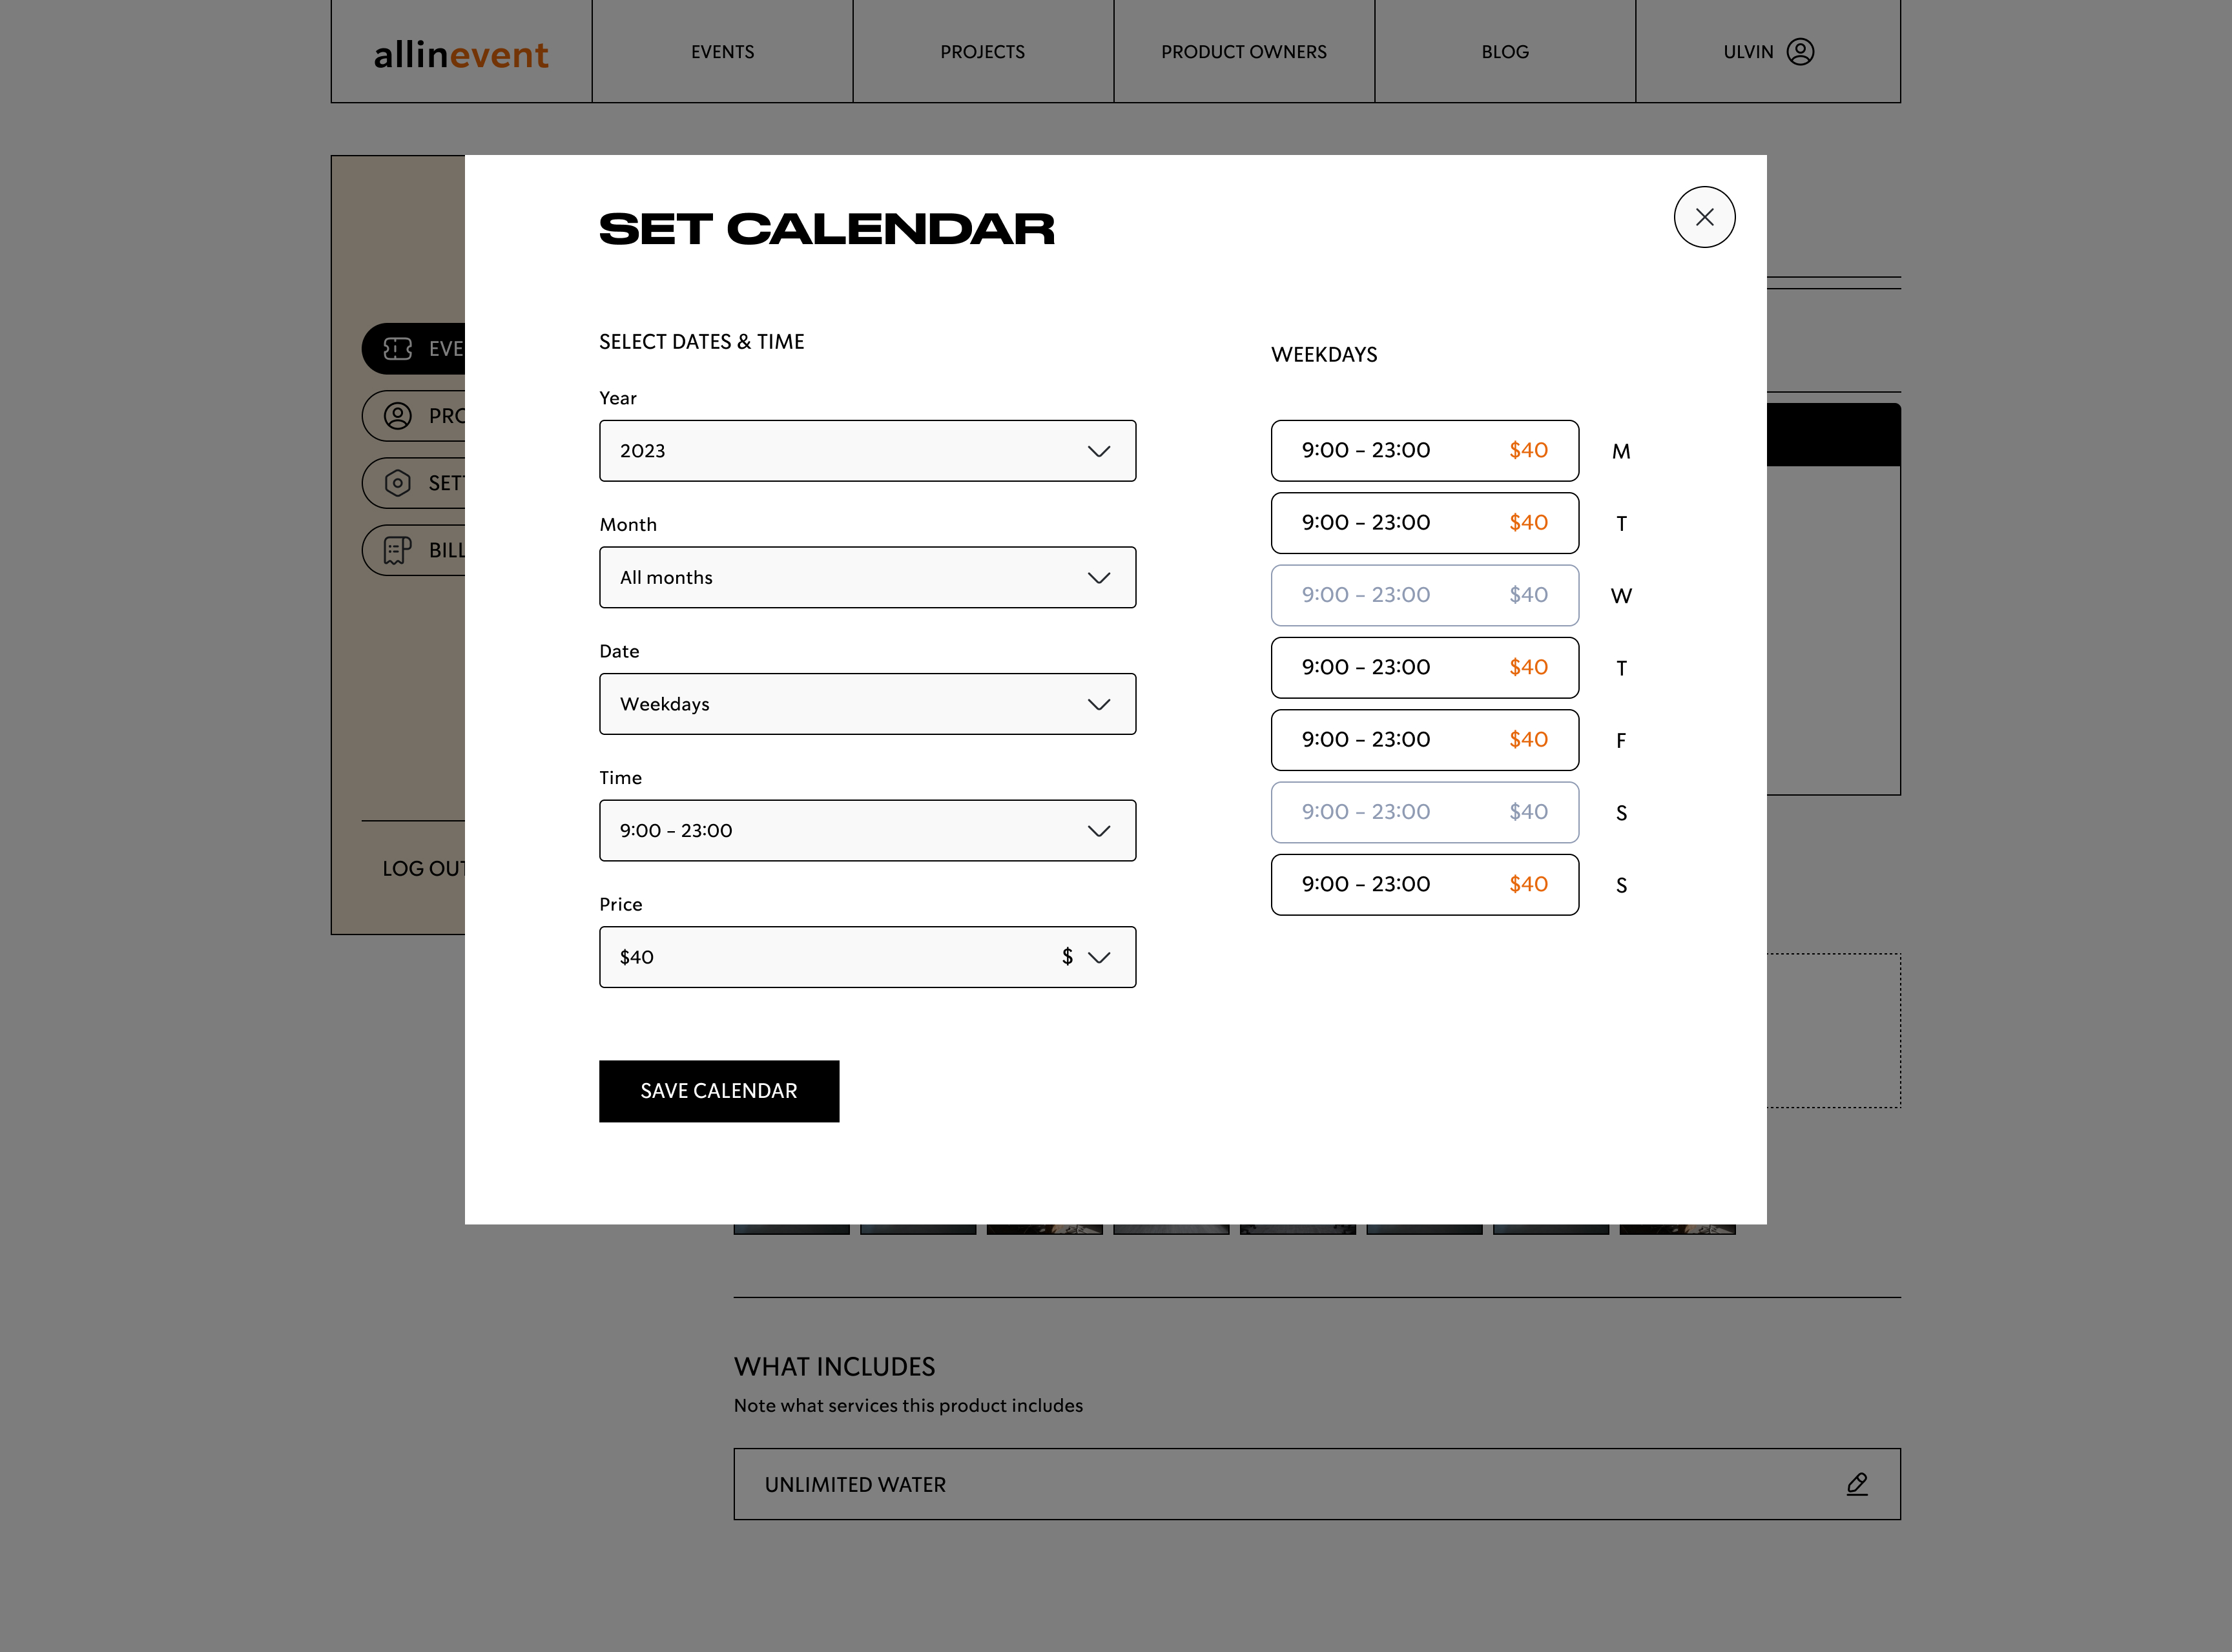 allinevent
EVENTS
PROJECTS
PRODUCT OWNERS
BLOG
ULVIN
SET CALENDAR
SELECT DATES & TIME
Year
2023
Month
All months
Date
Weekdays
Time
9:00 – 23:00
Price
$40 $
SAVE CALENDAR
WEEKDAYS
9:00 – 23:00 $40 M
9:00 – 23:00 $40 T
9:00 – 23:00 $40 W
9:00 – 23:00 $40 T
9:00 – 23:00 $40 F
9:00 – 23:00 $40 S
9:00 – 23:00 $40 S
EVE
PRO
SET
BILL
LOG OUT
WHAT INCLUDES
Note what services this product includes
UNLIMITED WATER